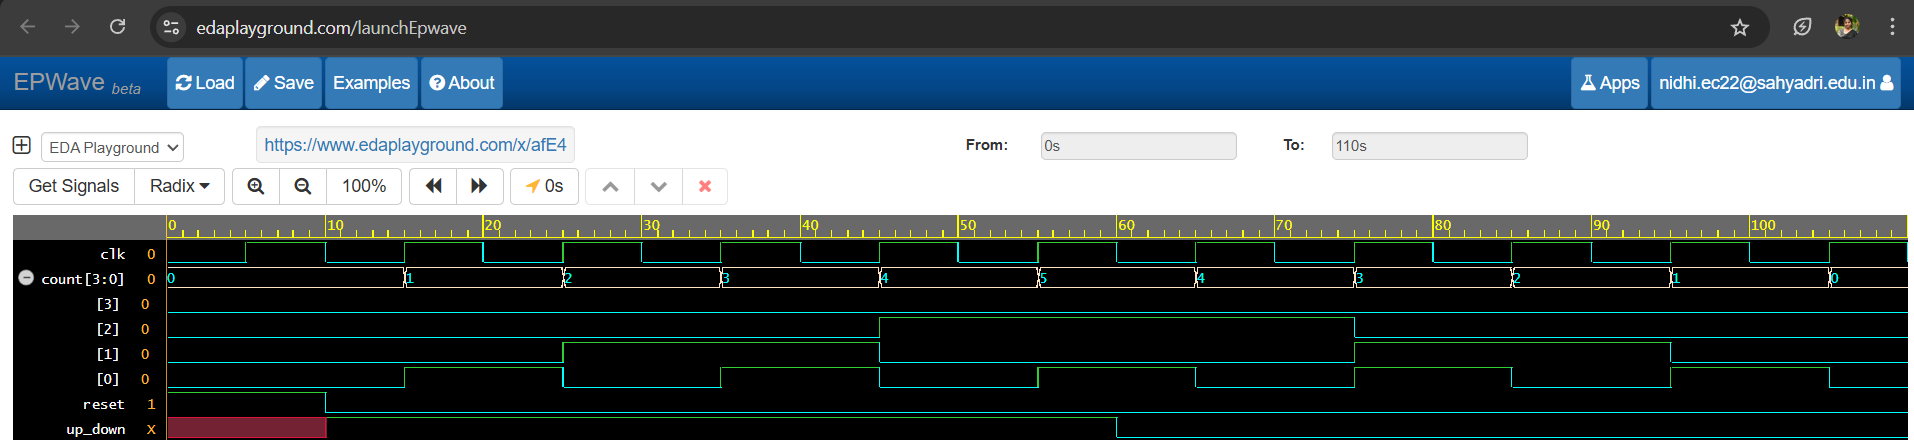 edaplayground.com/launchEpwave
EPWave beta Load Save Examples About Apps nidhi.ec22@sahyadri.edu.in
EDA Playground https://www.edaplayground.com/x/afE4 From: 0s To: 110s
Get Signals Radix 100% 0s
0 10 20 30 40 50 60 70 80 90 100
clk 0
count[3:0] 0 0 1 2 3 4 5 4 3 2 1 0
[3] 0
[2] 0
[1] 0
[0] 0
reset 1
up_down x